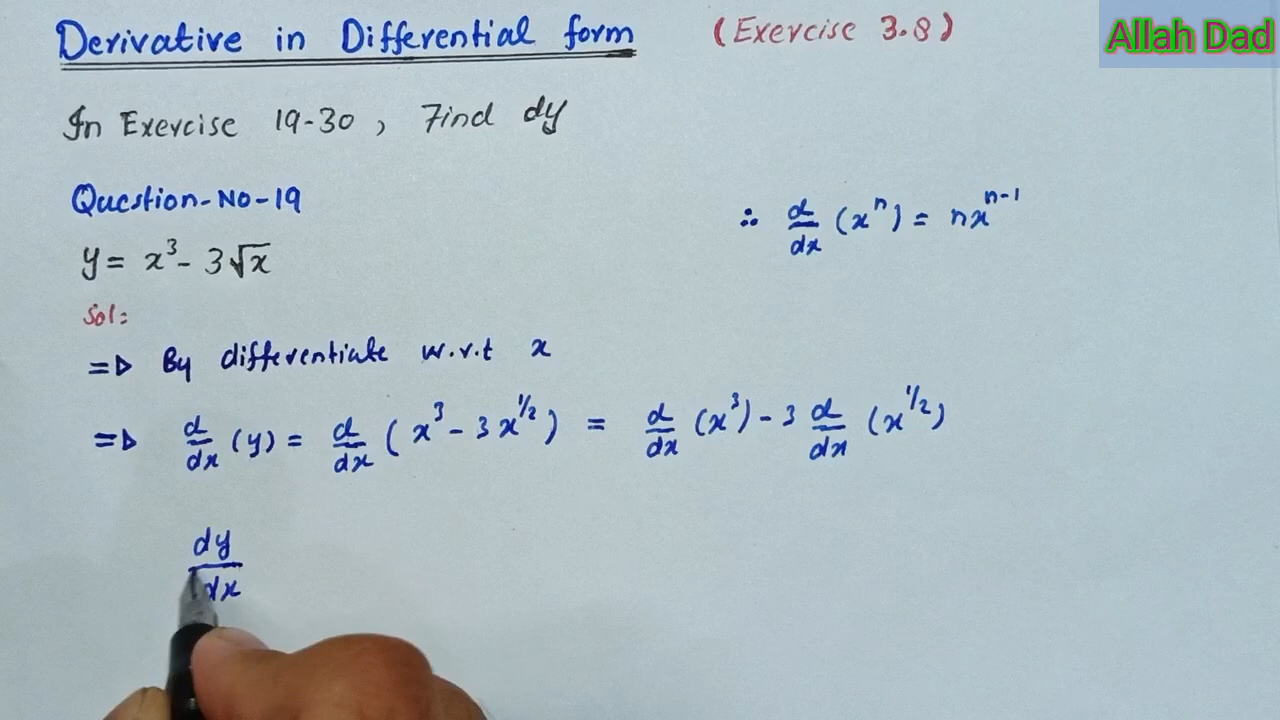 Derivative in Differential form (Exercise 3.8)
Allah Dad
In Exercise 19-30, Find dy
Question-No-19
∴ d/dx (xⁿ) = nxⁿ⁻¹
y = x³ - 3√x
Sol:
=> By differentiate w.r.t x
=> d/dx (y) = d/dx (x³ - 3x^1/2) = d/dx (x³) - 3 d/dx (x^1/2)
dy/dx